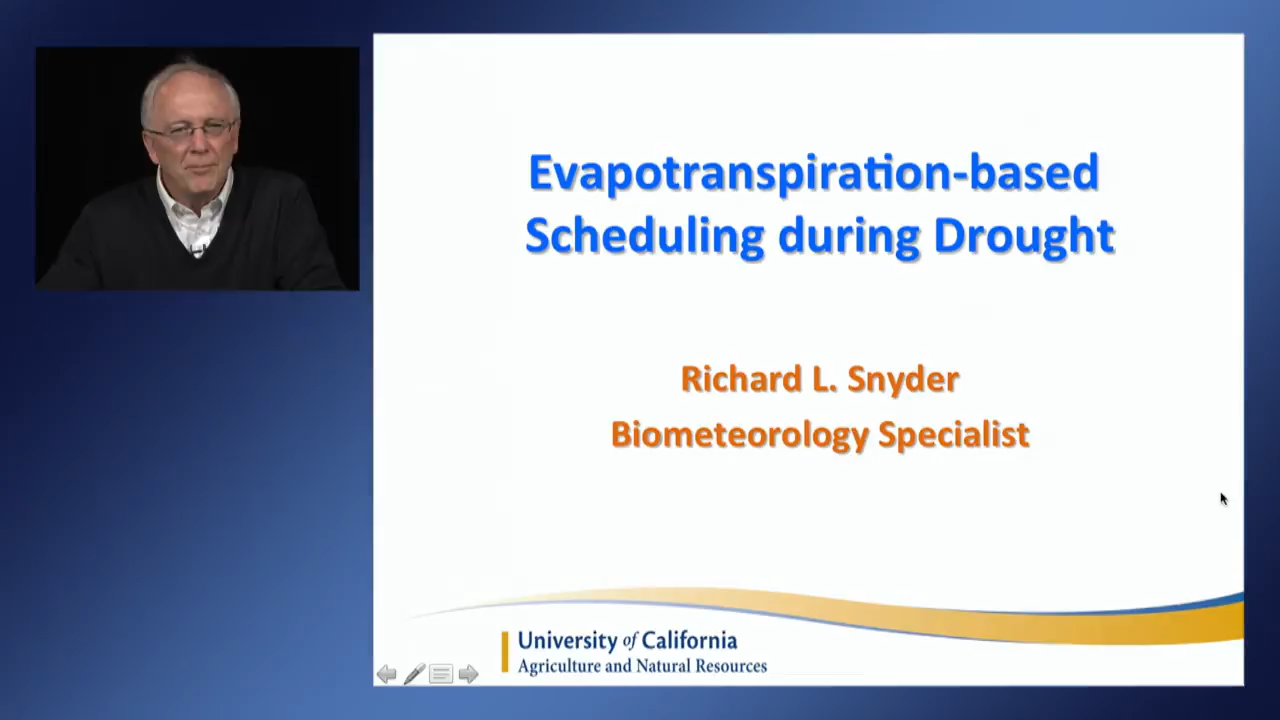 Evapotranspiration-based
Scheduling during Drought
Richard L. Snyder
Biometeorology Specialist
University of California
Agriculture and Natural Resources